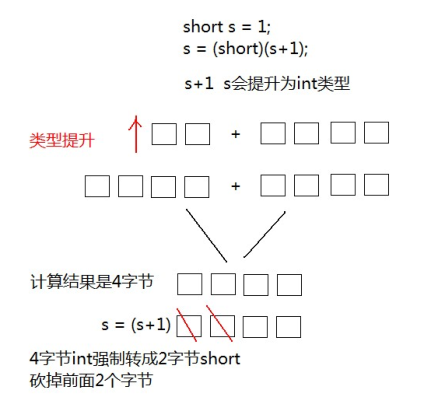 short s = 1;
s = (short)(s+1);
s+1 s会提升为int类型
类型提升
+
+
计算结果是4字节
s = (s+1)
4字节int强制转成2字节short
砍掉前面2个字节